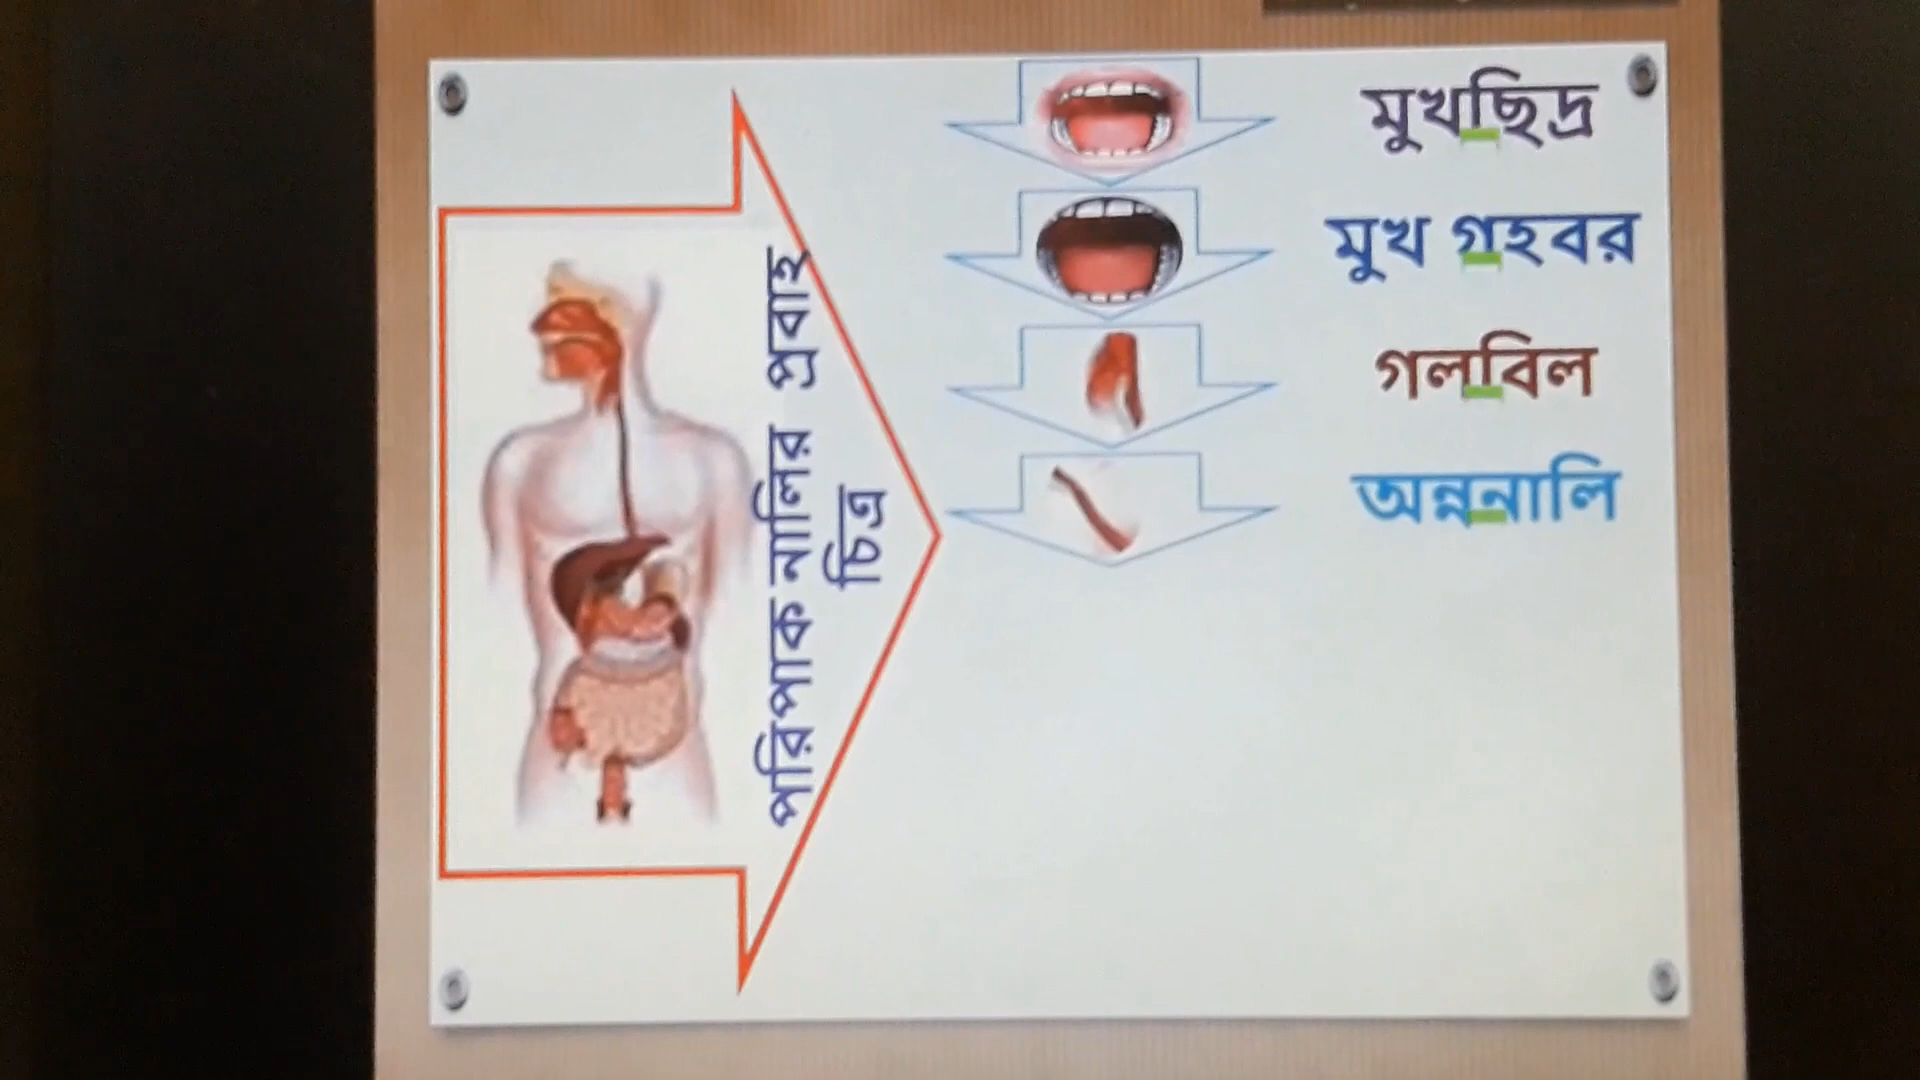 পরিপাক নালির প্রবাহ
চিত্র
মুখছিদ্র
মুখ গহবর
গলবিল
অন্ননালি